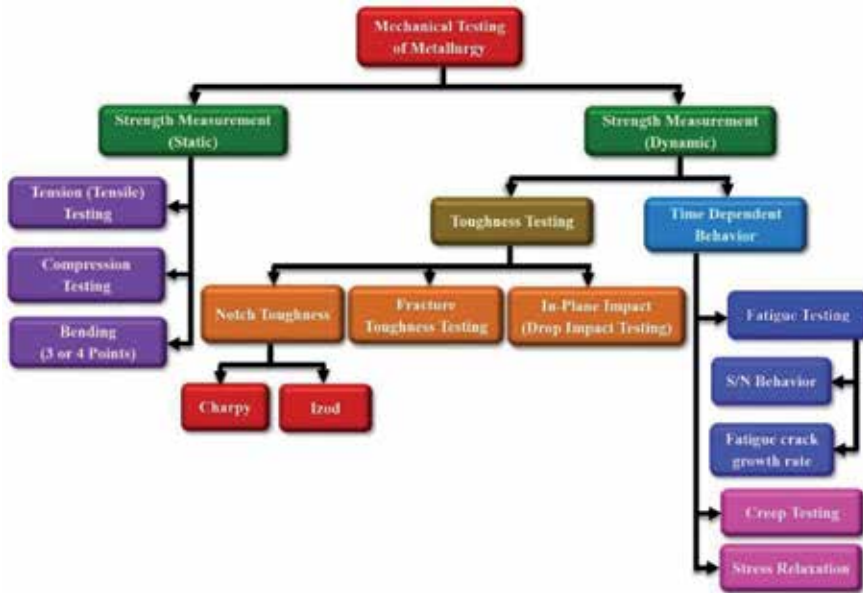 Mechanical Testing
of Metallurgy
Strength Measurement
(Static)
Strength Measurement
(Dynamic)
Tension (Tensile)
Testing
Toughness Testing
Time Dependent
Behavior
Compression
Testing
Notch Toughness
Fracture
Toughness Testing
In-Plane Impact
(Drop Impact Testing)
Fatigue Testing
Bending
(3 or 4 Points)
S/N Behavior
Charpy
Izod
Fatigue crack
growth rate
Creep Testing
Stress Relaxation